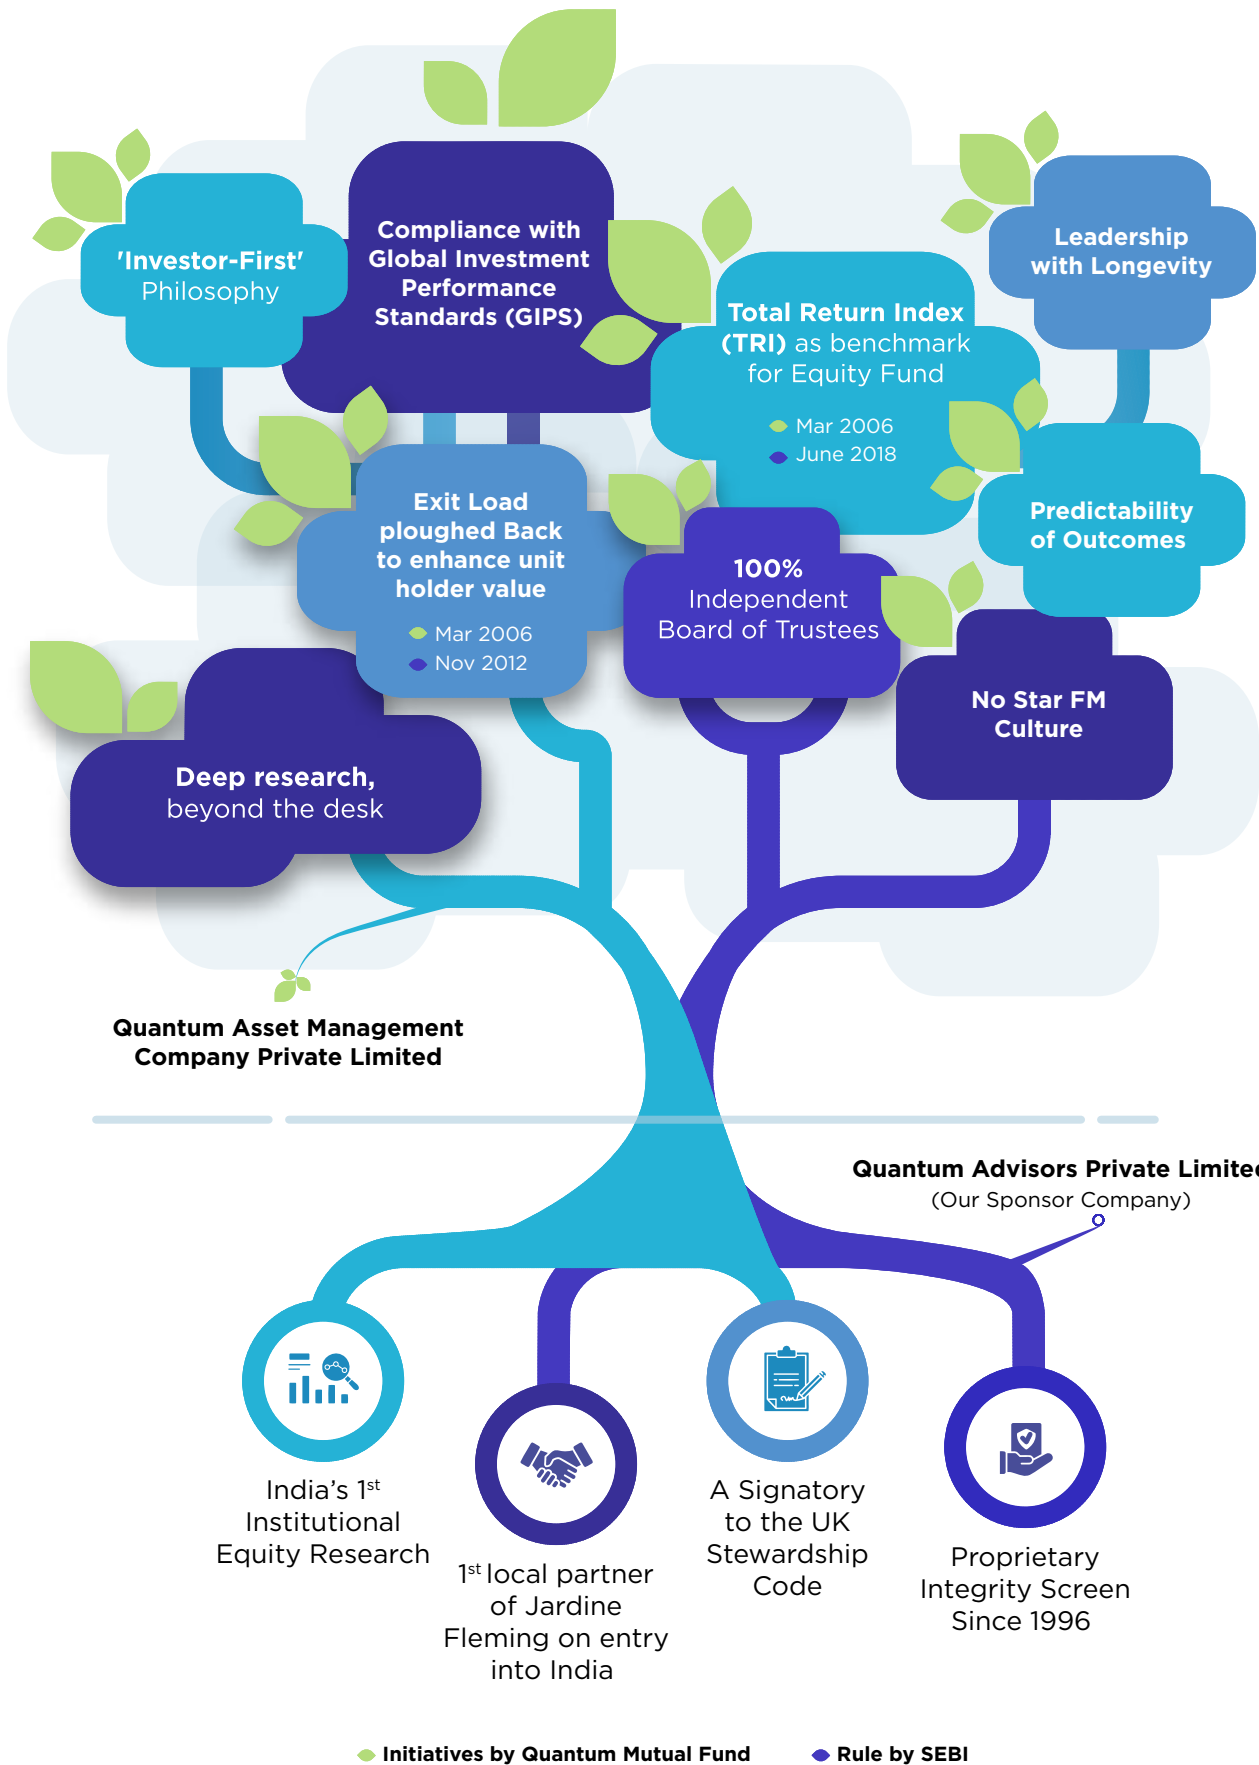 'Investor-First'
Philosophy
Compliance with
Global Investment
Performance
Standards (GIPS)
Total Return Index
(TRI) as benchmark
for Equity Fund
Mar 2006
June 2018
Leadership
with Longevity
Exit Load
ploughed Back
to enhance unit
holder value
Mar 2006
Nov 2012
100%
Independent
Board of Trustees
Predictability
of Outcomes
No Star FM
Culture
Deep research,
beyond the desk
Quantum Asset Management
Company Private Limited
Quantum Advisors Private Limited
(Our Sponsor Company)
India's 1st
Institutional
Equity Research
1st local partner
of Jardine
Fleming on entry
into India
A Signatory
to the UK
Stewardship
Code
Proprietary
Integrity Screen
Since 1996
Initiatives by Quantum Mutual Fund
Rule by SEBI